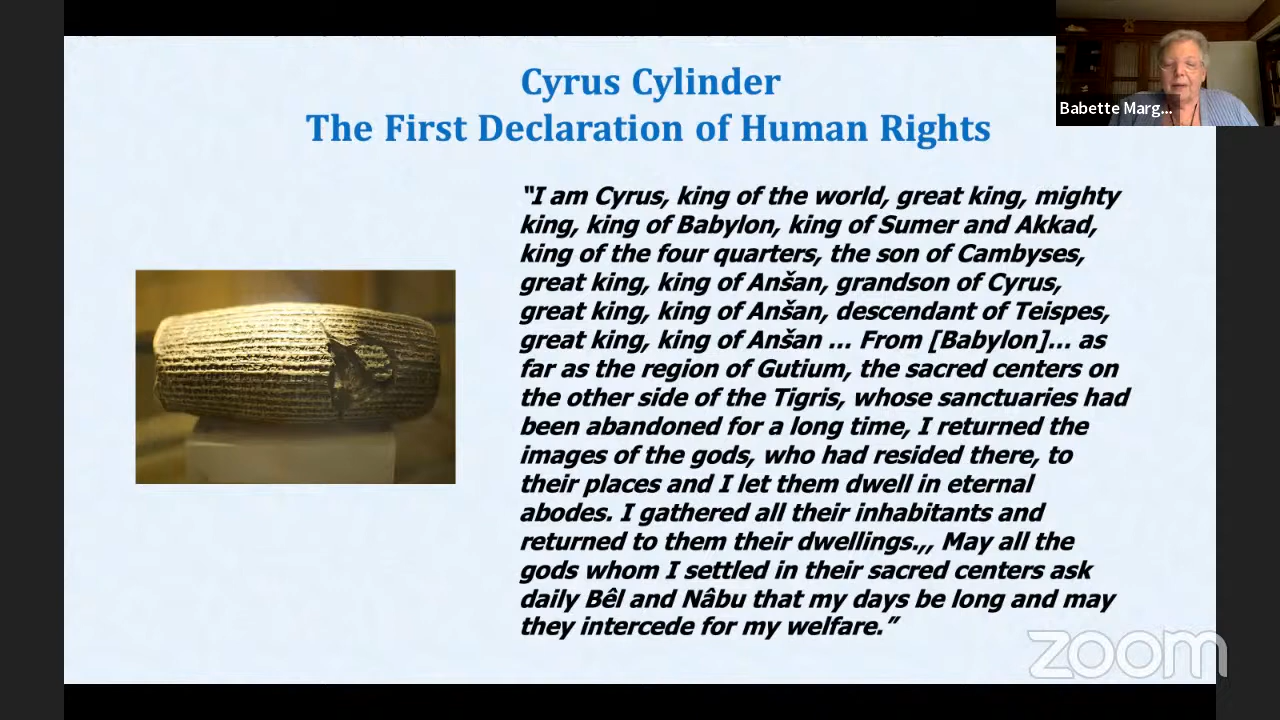 Cyrus Cylinder
The First Declaration of Human Rights
Babette Marg...
“I am Cyrus, king of the world, great king, mighty
king, king of Babylon, king of Sumer and Akkad,
king of the four quarters, the son of Cambyses,
great king, king of Anšan, grandson of Cyrus,
great king, king of Anšan, descendant of Teispes,
great king, king of Anšan ... From [Babylon]... as
far as the region of Gutium, the sacred centers on
the other side of the Tigris, whose sanctuaries had
been abandoned for a long time, I returned the
images of the gods, who had resided there, to
their places and I let them dwell in eternal
abodes. I gathered all their inhabitants and
returned to them their dwellings.,, May all the
gods whom I settled in their sacred centers ask
daily Bêl and Nâbu that my days be long and may
they intercede for my welfare.”
zoom